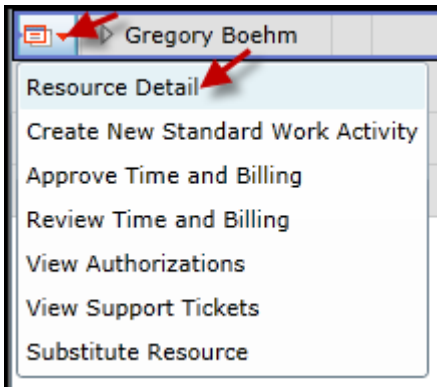 Gregory Boehm
Resource Detail
Create New Standard Work Activity
Approve Time and Billing
Review Time and Billing
View Authorizations
View Support Tickets
Substitute Resource